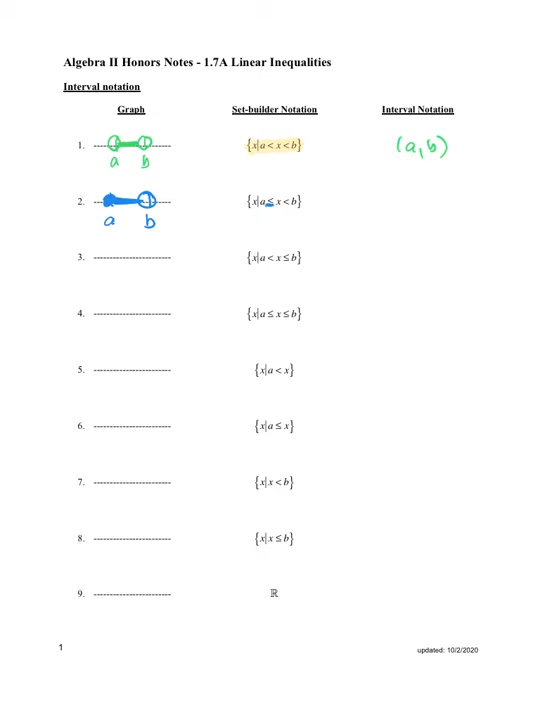 Algebra II Honors Notes - 1.7A Linear Inequalities
Interval notation
Graph Set-builder Notation Interval Notation
1. ------------------------ {x|a < x < b} (a, b)
a b
2. ------------------------ {x|a ≤ x < b}
a b
3. ------------------------ {x|a < x ≤ b}
4. ------------------------ {x|a ≤ x ≤ b}
5. ------------------------ {x|a < x}
6. ------------------------ {x|a ≤ x}
7. ------------------------ {x|x < b}
8. ------------------------ {x|x ≤ b}
9. ------------------------ ℝ
1 updated: 10/2/2020